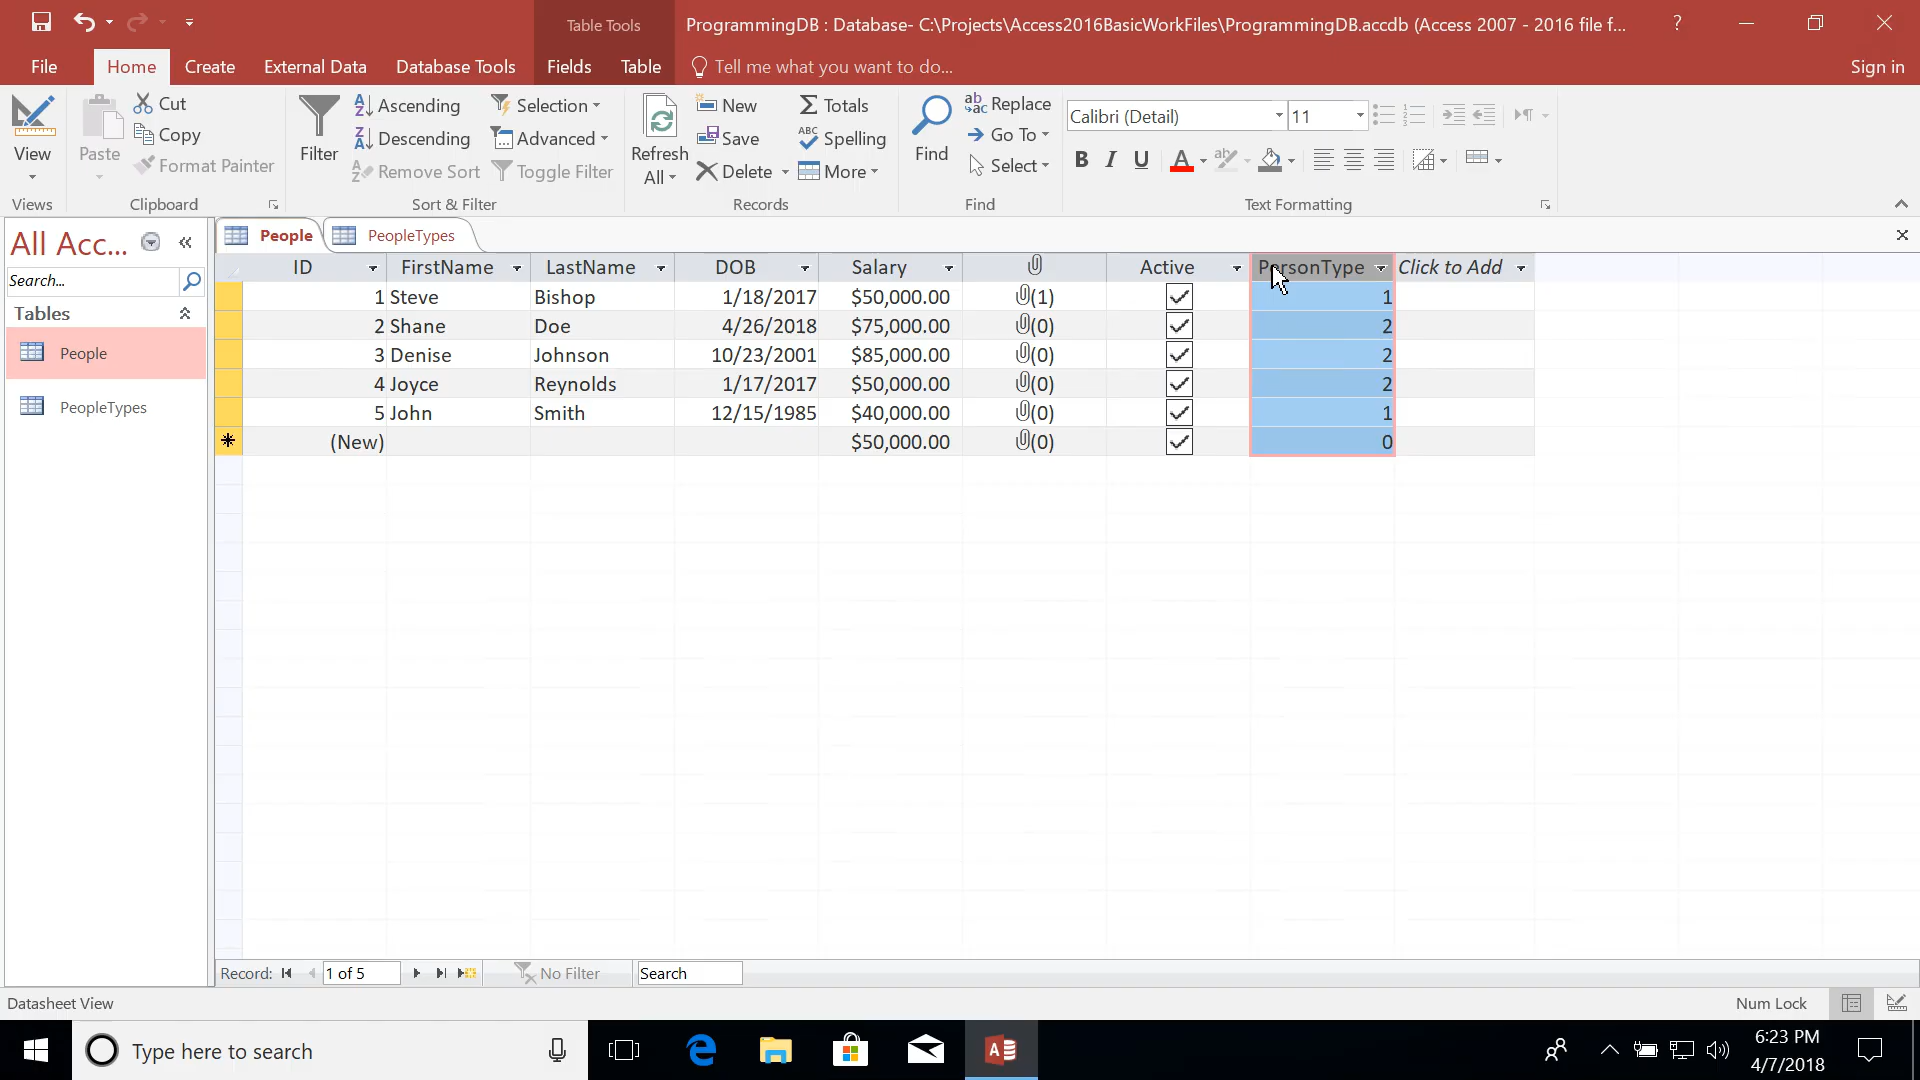 Table Tools
ProgrammingDB : Database- C:\Projects\Access2016BasicWorkFiles\ProgrammingDB.accdb (Access 2007 - 2016 file f...
?
File Home Create External Data Database Tools Fields Table Tell me what you want to do... Sign in
View
Views
Paste
Cut
Copy
Format Painter
Clipboard
Filter
Ascending
Descending
Remove Sort
Selection
Advanced
Toggle Filter
Sort & Filter
Refresh
All
New
Save
Delete
Totals
Spelling
More
Records
Find
Replace
Go To
Select
Find
Calibri (Detail) 11
B I U A ab
Text Formatting
All Acc...
Search...
Tables
People
PeopleTypes
People PeopleTypes
ID FirstName LastName DOB Salary Active PersonType Click to Add
1 Steve Bishop 1/18/2017 $50,000.00 (1) 1
2 Shane Doe 4/26/2018 $75,000.00 (0) 2
3 Denise Johnson 10/23/2001 $85,000.00 (0) 2
4 Joyce Reynolds 1/17/2017 $50,000.00 (0) 2
5 John Smith 12/15/1985 $40,000.00 (0) 1
(New) $50,000.00 (0) 0
Record: 1 of 5 No Filter Search
Datasheet View Num Lock
Type here to search
6:23 PM
4/7/2018